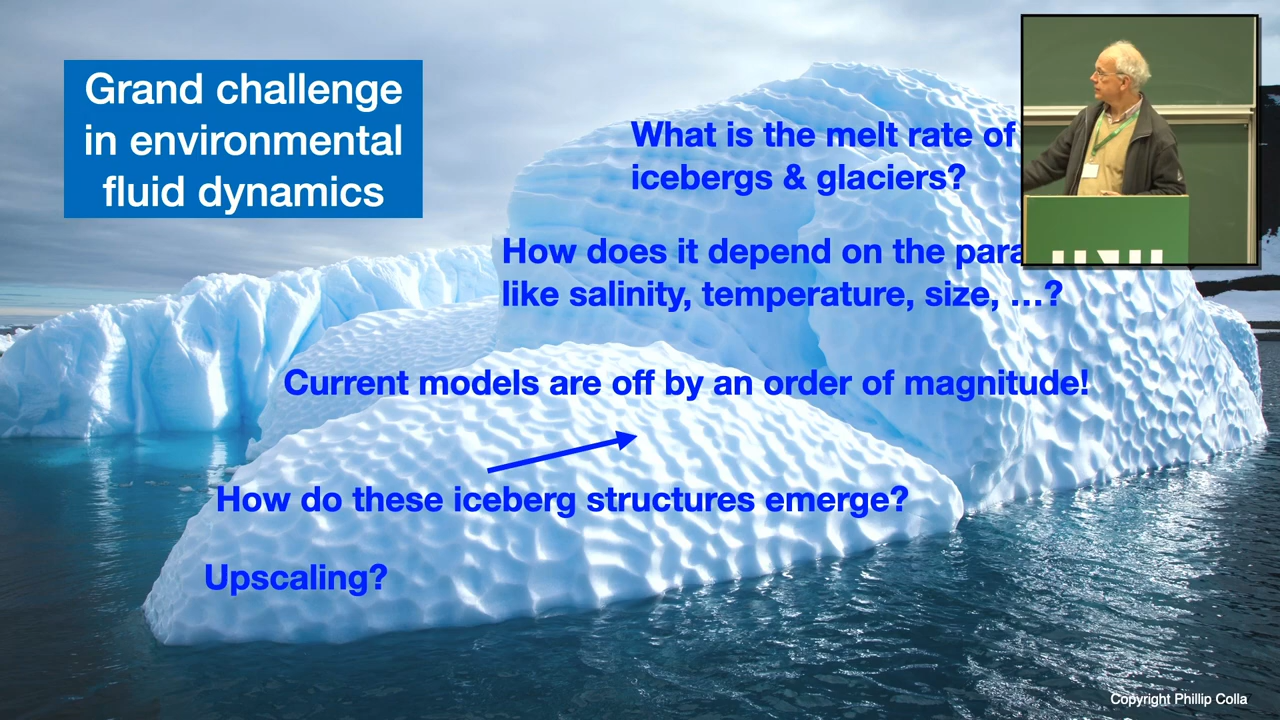 Grand challenge
in environmental
fluid dynamics
What is the melt rate of
icebergs & glaciers?
How does it depend on the
like salinity, temperature, size, …?
Current models are off by an order of magnitude!
How do these iceberg structures emerge?
Upscaling?
Copyright Phillip Colla